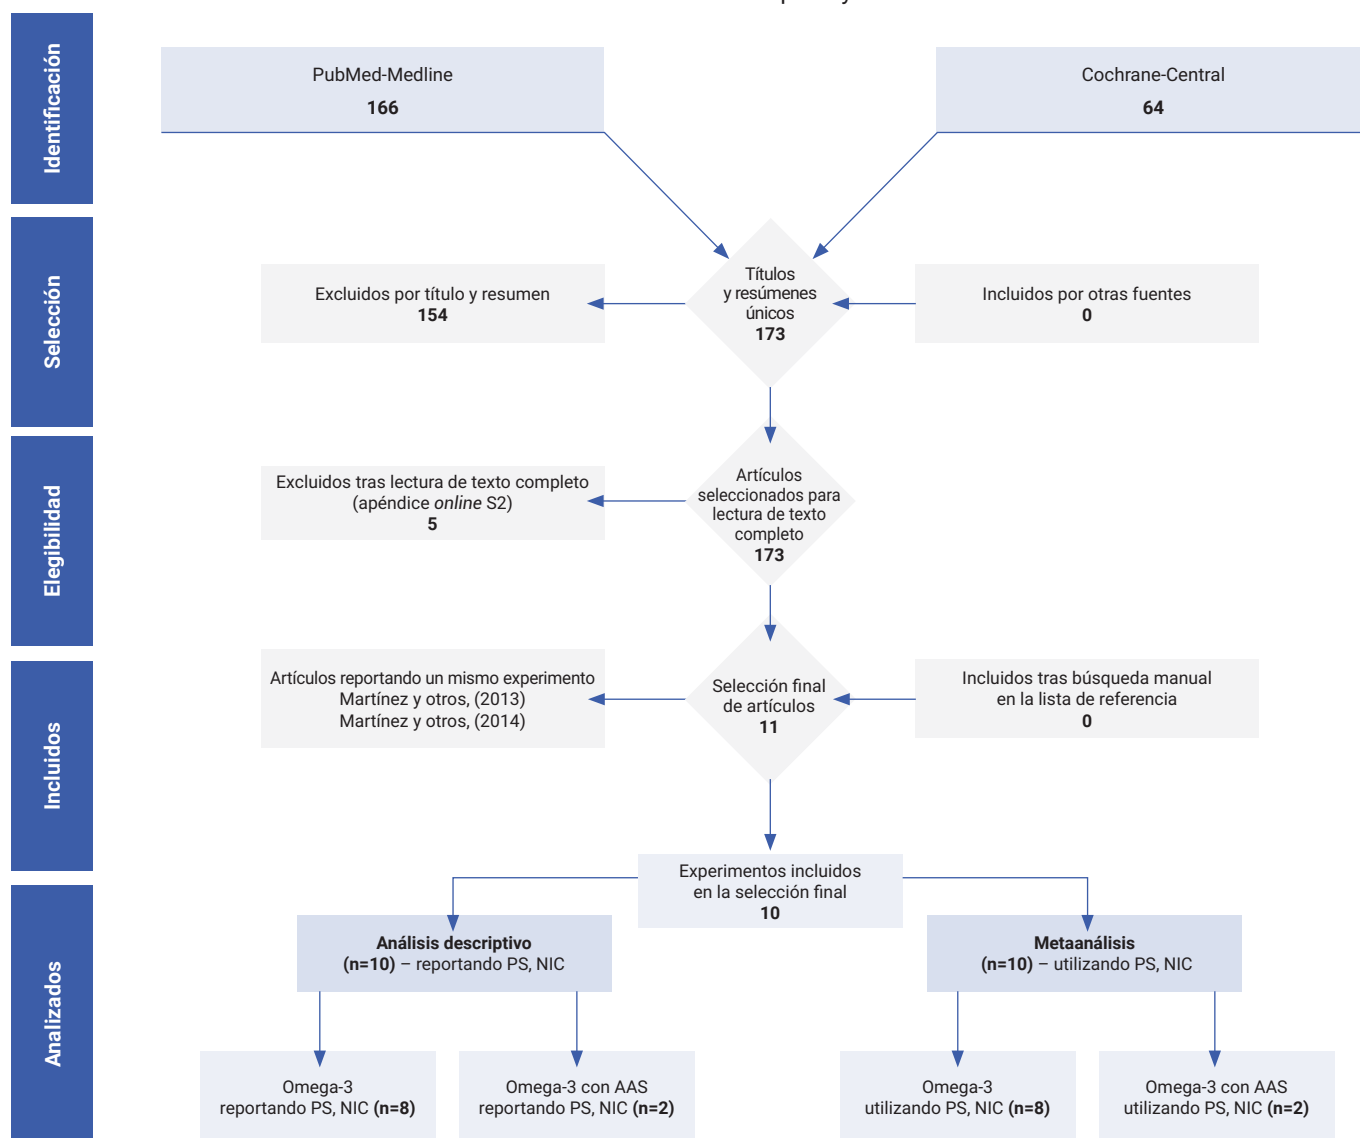 Identificación
PubMed-Medline
166
Cochrane-Central
64
Selección
Títulos
y resúmenes
únicos
173
Excluidos por título y resumen
154
Incluidos por otras fuentes
0
Elegibilidad
Artículos
seleccionados para
lectura de texto
completo
173
Excluidos tras lectura de texto completo
(apéndice online S2)
5
Incluidos
Artículos reportando un mismo experimento
Martínez y otros, (2013)
Martínez y otros, (2014)
Selección final
de artículos
11
Incluidos tras búsqueda manual
en la lista de referencia
0
Experimentos incluidos
en la selección final
10
Analizados
Análisis descriptivo
(n=10) – reportando PS, NIC
Metaanálisis
(n=10) – utilizando PS, NIC
Omega-3
reportando PS, NIC (n=8)
Omega-3 con AAS
reportando PS, NIC (n=2)
Omega-3
utilizando PS, NIC (n=8)
Omega-3 con AAS
utilizando PS, NIC (n=2)